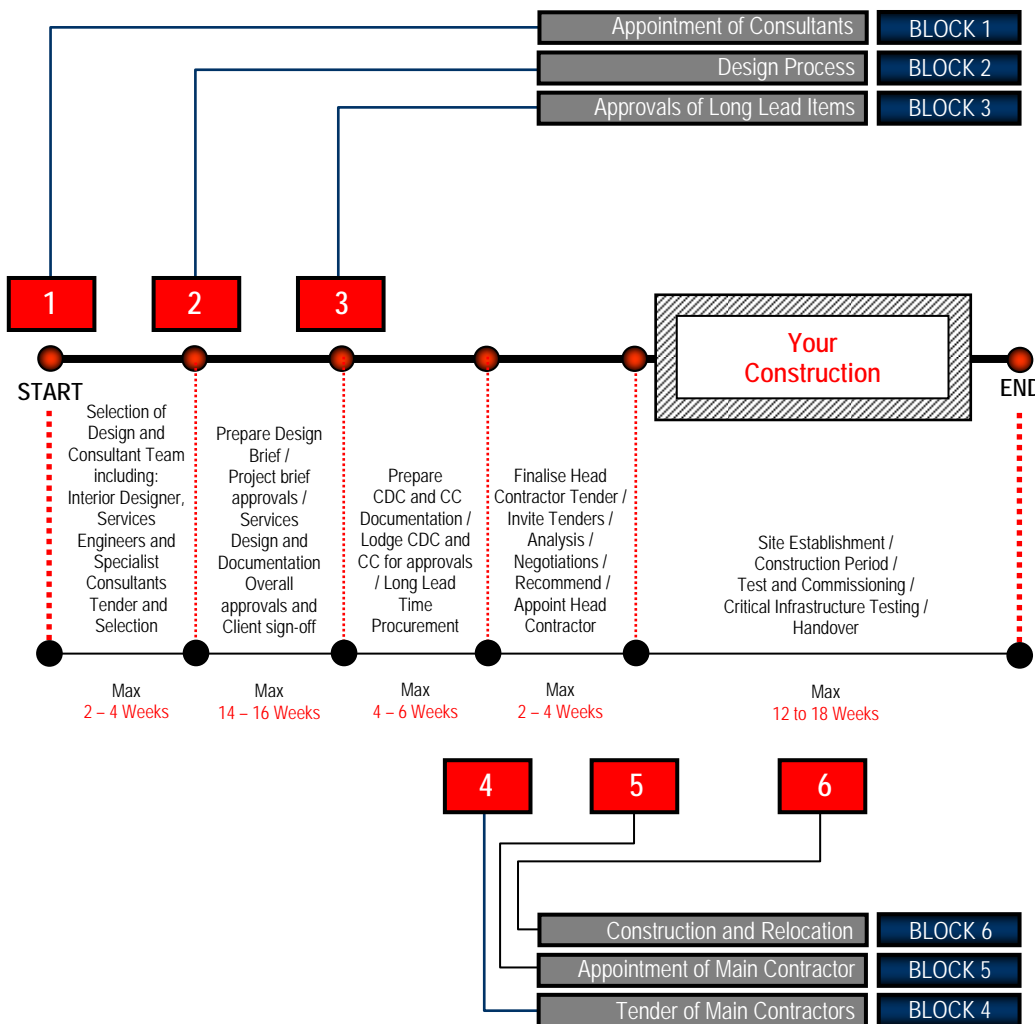 Appointment of Consultants BLOCK 1
Design Process BLOCK 2
Approvals of Long Lead Items BLOCK 3
1 2 3
Your
Construction
START
END
Selection of
Design and
Consultant Team
including:
Interior Designer,
Services
Engineers and
Specialist
Consultants
Tender and
Selection
Prepare Design
Brief /
Project brief
approvals /
Services
Design and
Documentation
Overall
approvals and
Client sign-off
Prepare
CDC and CC
Documentation /
Lodge CDC and
CC for approvals
/ Long Lead
Time
Procurement
Finalise Head
Contractor Tender /
Invite Tenders /
Analysis /
Negotiations /
Recommend /
Appoint Head
Contractor
Site Establishment /
Construction Period /
Test and Commissioning /
Critical Infrastructure Testing /
Handover
Max
2 – 4 Weeks
Max
14 – 16 Weeks
Max
4 – 6 Weeks
Max
2 – 4 Weeks
Max
12 to 18 Weeks
4 5 6
Construction and Relocation BLOCK 6
Appointment of Main Contractor BLOCK 5
Tender of Main Contractors BLOCK 4